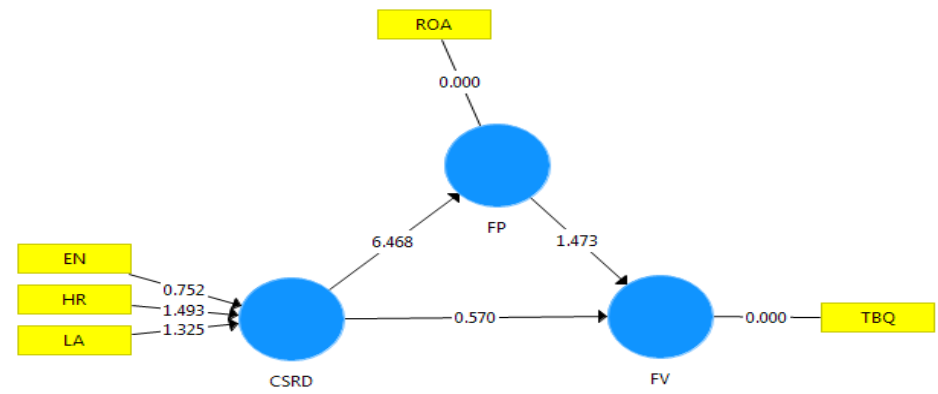 ROA
0.000
FP
6.468
1.473
EN
0.752
HR
1.493
LA
1.325
CSRD
0.570
FV
0.000
TBQ